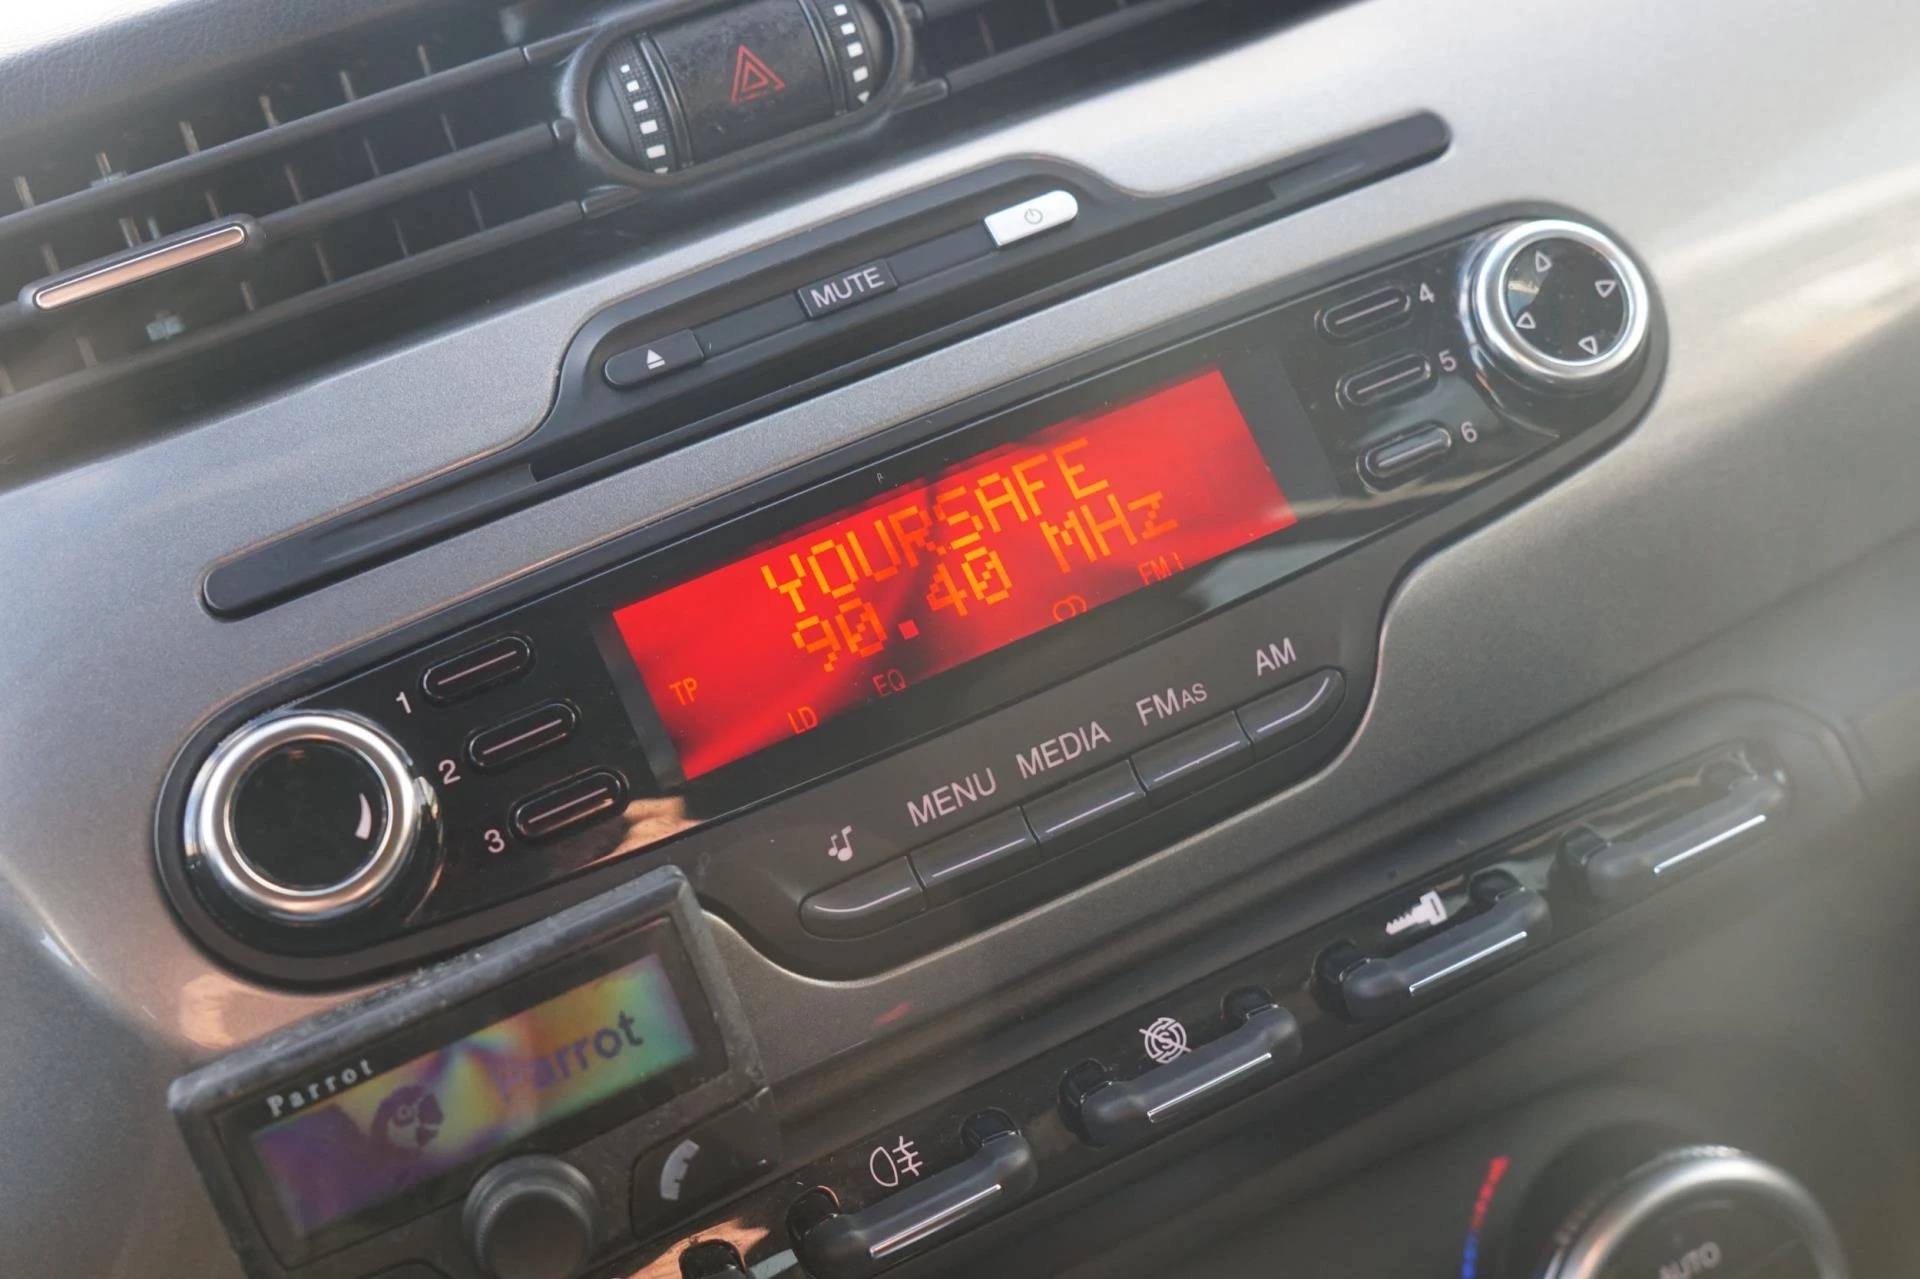 MUTE
4
5
6
YOURSAFE
90.40 MHz
TP
LD
EQ
FM1
1
2
3
MENU
MEDIA
FMAS
AM
Parrot
Parrot
AUTO